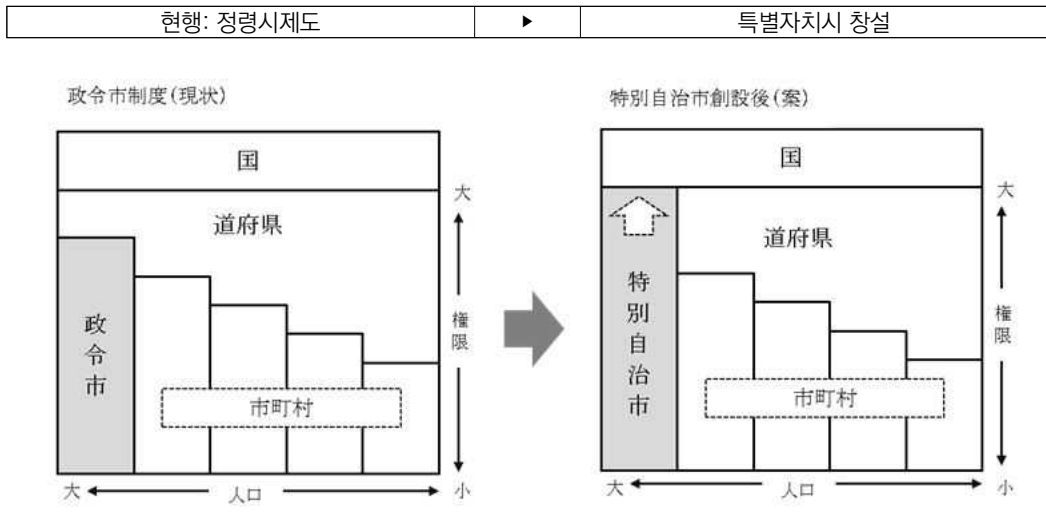 현행: 정령시제도 ▶ 특별자치시 창설
政令市制度(現状)
国
道府県
政令市
市町村
大
権限
小
大 人口 小
特別自治市創設後(案)
国
道府県
特別自治市
市町村
大
権限
小
大 人口 小